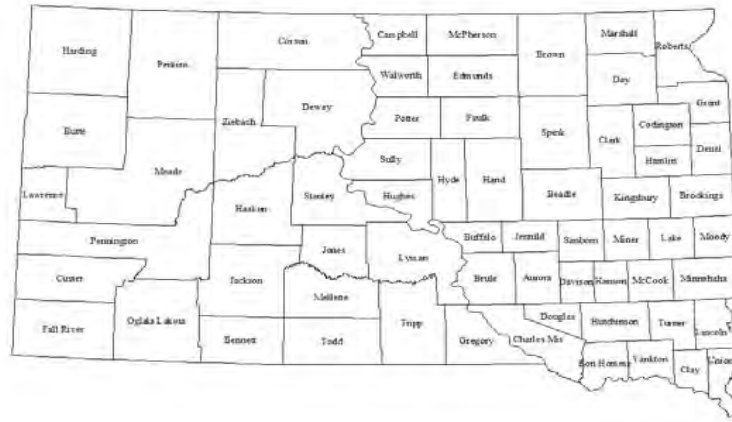 Harding
Perkins
Corson
Campbell
McPherson
Brown
Marshall
Roberts
Walworth
Edmunds
Day
Dewey
Ziebach
Butte
Potter
Faulk
Spink
Clark
Codington
Grant
Deuel
Hamlin
Meade
Sully
Hyde
Hand
Lawrence
Haakon
Stanley
Hughes
Beadle
Kingsbury
Brookings
Pennington
Jones
Lyman
Buffalo
Jerauld
Sanborn
Miner
Lake
Moody
Custer
Jackson
Brule
Aurora
Davison
Hanson
McCook
Minnehaha
Mellette
Fall River
Oglala Lakota
Bennett
Todd
Tripp
Gregory
Charles Mix
Douglas
Hutchinson
Turner
Lincoln
Bon Homme
Yankton
Clay
Union